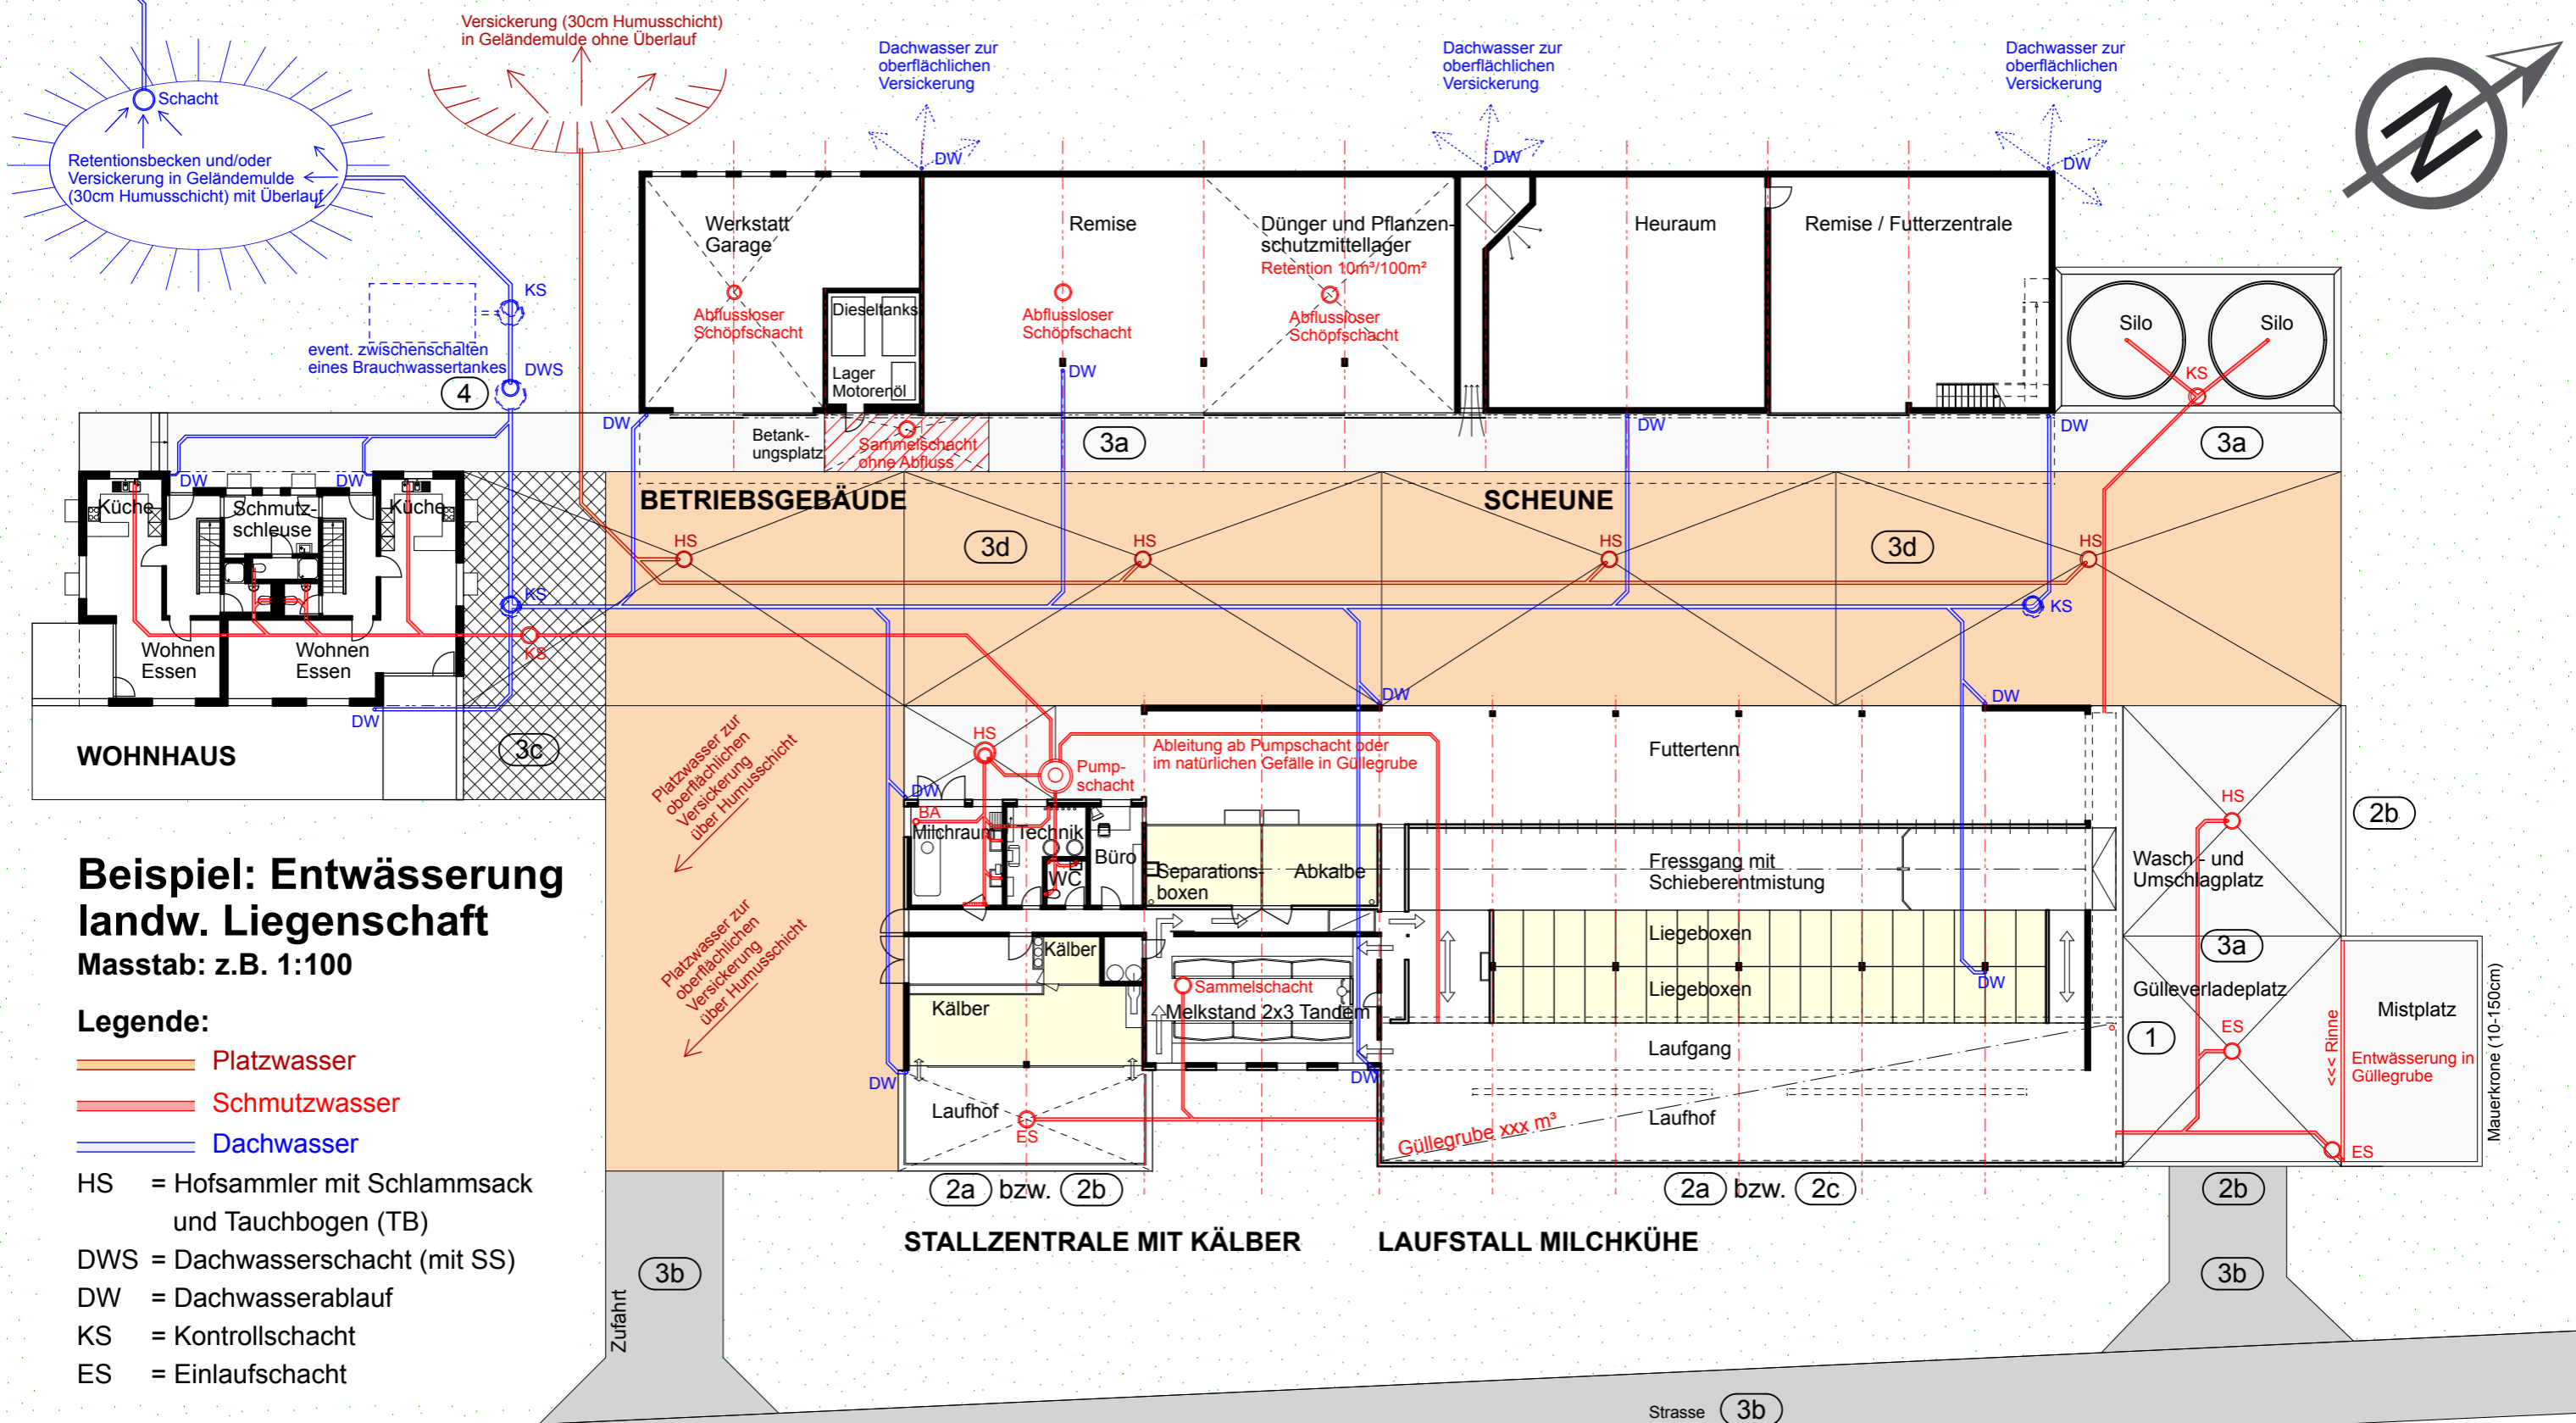 Versickerung (30cm Humusschicht)
in Geländemulde ohne Überlauf
Dachwasser zur
oberflächlichen
Versickerung
Dachwasser zur
oberflächlichen
Versickerung
Dachwasser zur
oberflächlichen
Versickerung
N
Schacht
Retentionsbecken und/oder
Versickerung in Geländemulde
(30cm Humusschicht) mit Überlauf
DW
DW
DW
Werkstatt
Garage
Remise
Dünger und Pflanzen-
schutzmittellager
Retention 10m³/100m²
Heuraum
Remise / Futterzentrale
KS
Abflussloser
Schöpfschacht
Dieseltanks
Abflussloser
Schöpfschacht
Abflussloser
Schöpfschacht
Silo
Silo
event. zwischenschalten
eines Brauchwassertankes
DWS
4
Lager
Motorenöl
DW
KS
DW
Betank-
ungsplatz
Sammelschacht
ohne Abfluss
3a
DW
DW
3a
DW
DW
Küche
Schmutz-
schleuse
Küche
BETRIEBSGEBÄUDE
SCHEUNE
HS
3d
HS
HS
3d
HS
KS
KS
KS
Wohnen
Essen
Wohnen
Essen
DW
DW
DW
WOHNHAUS
3c
Platzwasser zur
oberflächlichen
Versickerung
über Humusschicht
HS
Pump-
schacht
Ableitung ab Pumpschacht oder
im natürlichen Gefälle in Güllegrube
Futtertenn
DW
BA
Milchraum
Technik
Büro
WC
Separations-
boxen
Abkalbe
Fressgang mit
Schieberentmistung
HS
2b
Wasch - und
Umschlagplatz
Beispiel: Entwässerung
landw. Liegenschaft
Masstab: z.B. 1:100
Platzwasser zur
oberflächlichen
Versickerung
über Humusschicht
Kälber
Kälber
Sammelschacht
Melkstand 2x3 Tandem
Liegeboxen
Liegeboxen
DW
3a
Gülleverladeplatz
Mistplatz
Mauerkrone (10-150cm)
Legende:
Platzwasser
Schmutzwasser
Dachwasser
HS = Hofsammler mit Schlammsack
und Tauchbogen (TB)
DWS = Dachwasserschacht (mit SS)
DW = Dachwasserablauf
KS = Kontrollschacht
ES = Einlaufschacht
DW
DW
Laufgang
1
ES
<<< Rinne
Entwässerung in
Güllegrube
Laufhof
ES
Güllegrube xxx m³
Laufhof
ES
2a bzw. 2b
2a bzw. 2c
2b
STALLZENTRALE MIT KÄLBER
LAUFSTALL MILCHKÜHE
3b
3b
Zufahrt
Strasse 3b